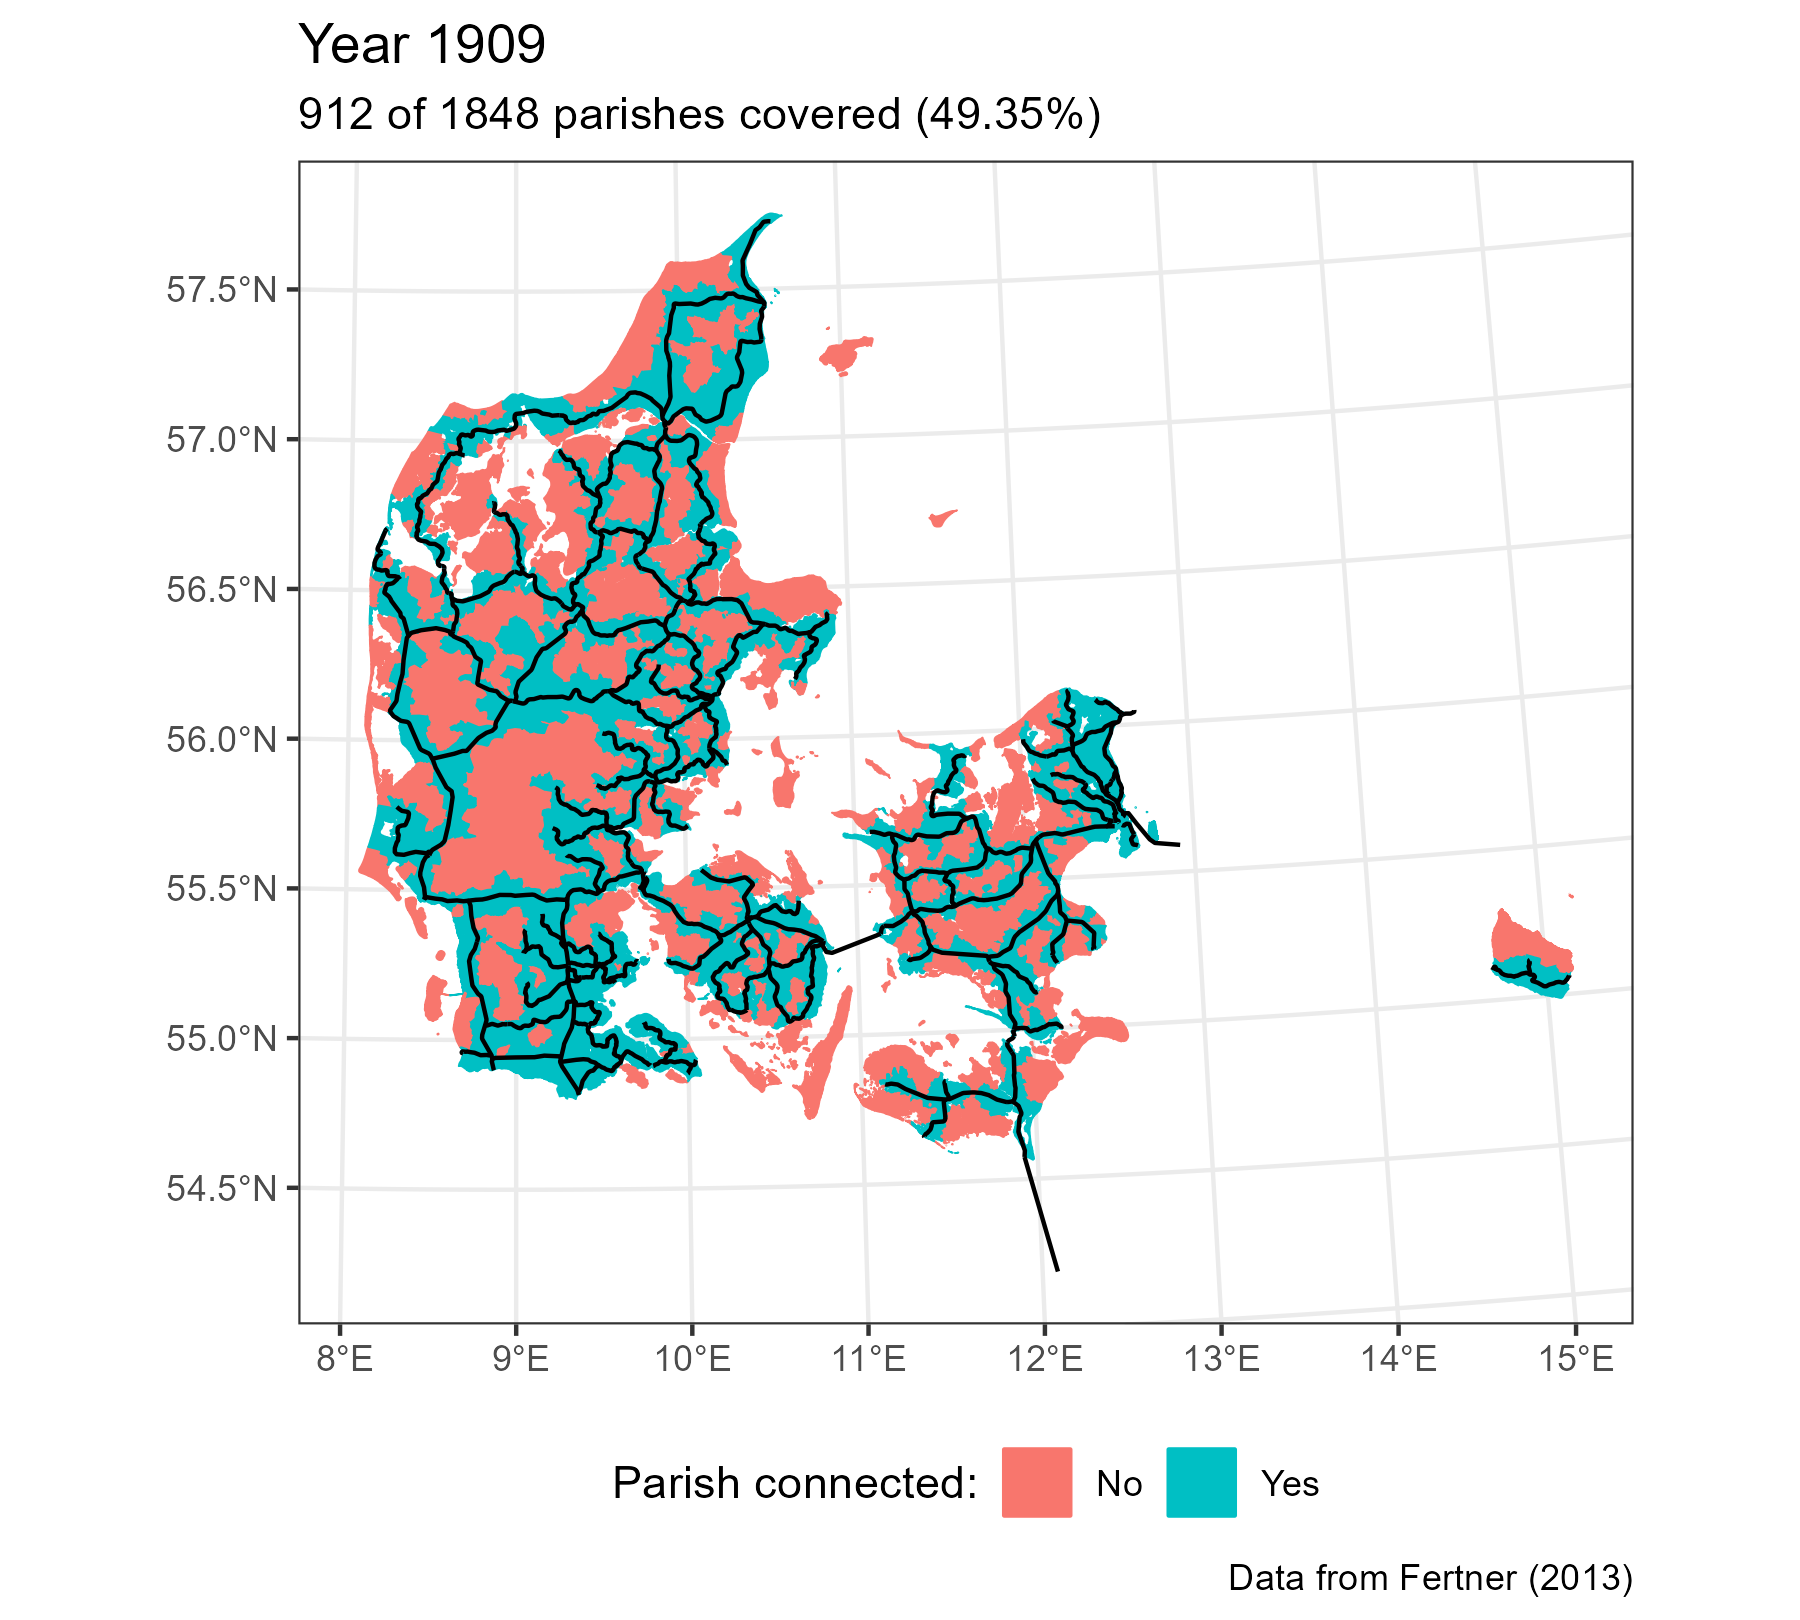 Year 1909
912 of 1848 parishes covered (49.35%)
57.5°N
57.0°N
56.5°N
56.0°N
55.5°N
55.0°N
54.5°N
8°E 9°E 10°E 11°E 12°E 13°E 14°E 15°E
Parish connected: No Yes
Data from Fertner (2013)